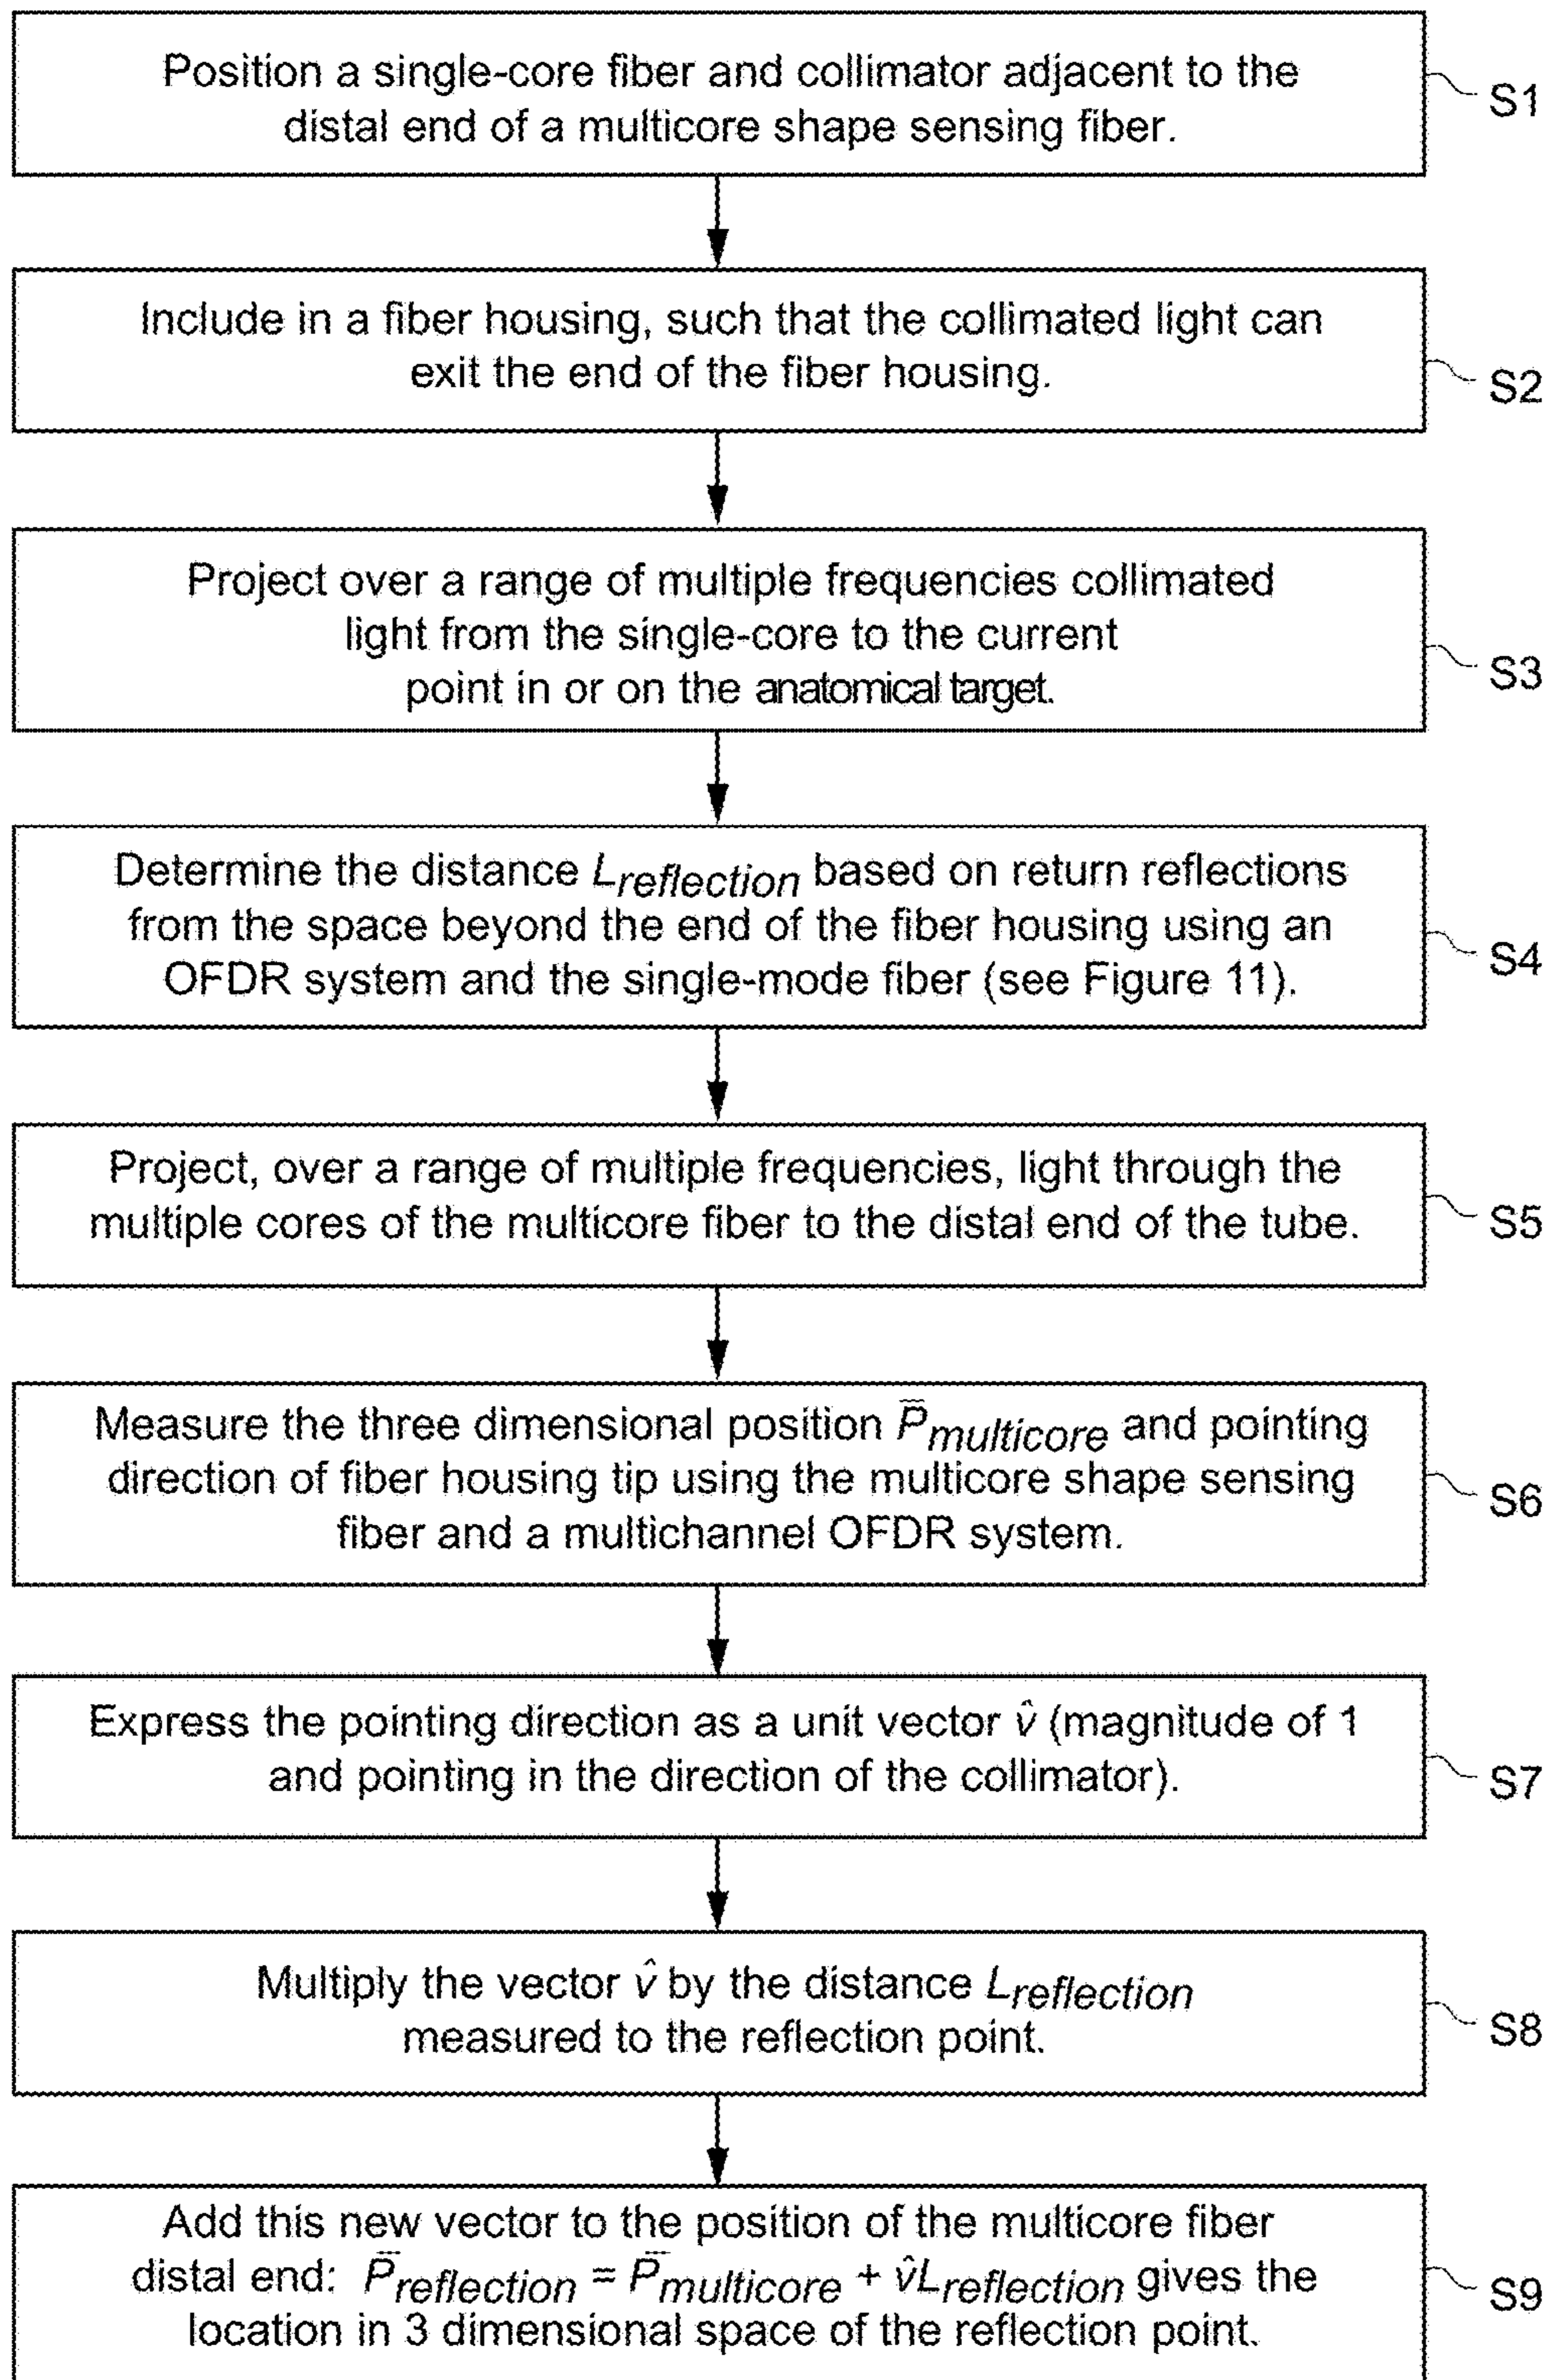 Position a single-core fiber and collimator adjacent to the
distal end of a multicore shape sensing fiber.
S1
Include in a fiber housing, such that the collimated light can
exit the end of the fiber housing.
S2
Project over a range of multiple frequencies collimated
light from the single-core to the current
point in or on the anatomical target.
S3
Determine the distance L_reflection based on return reflections
from the space beyond the end of the fiber housing using an
OFDR system and the single-mode fiber (see Figure 11).
S4
Project, over a range of multiple frequencies, light through the
multiple cores of the multicore fiber to the distal end of the tube.
S5
Measure the three dimensional position P̄_multicore and pointing
direction of fiber housing tip using the multicore shape sensing
fiber and a multichannel OFDR system.
S6
Express the pointing direction as a unit vector v̂ (magnitude of 1
and pointing in the direction of the collimator).
S7
Multiply the vector v̂ by the distance L_reflection
measured to the reflection point.
S8
Add this new vector to the position of the multicore fiber
distal end: P̄_reflection = P̄_multicore + v̂L_reflection gives the
location in 3 dimensional space of the reflection point.
S9